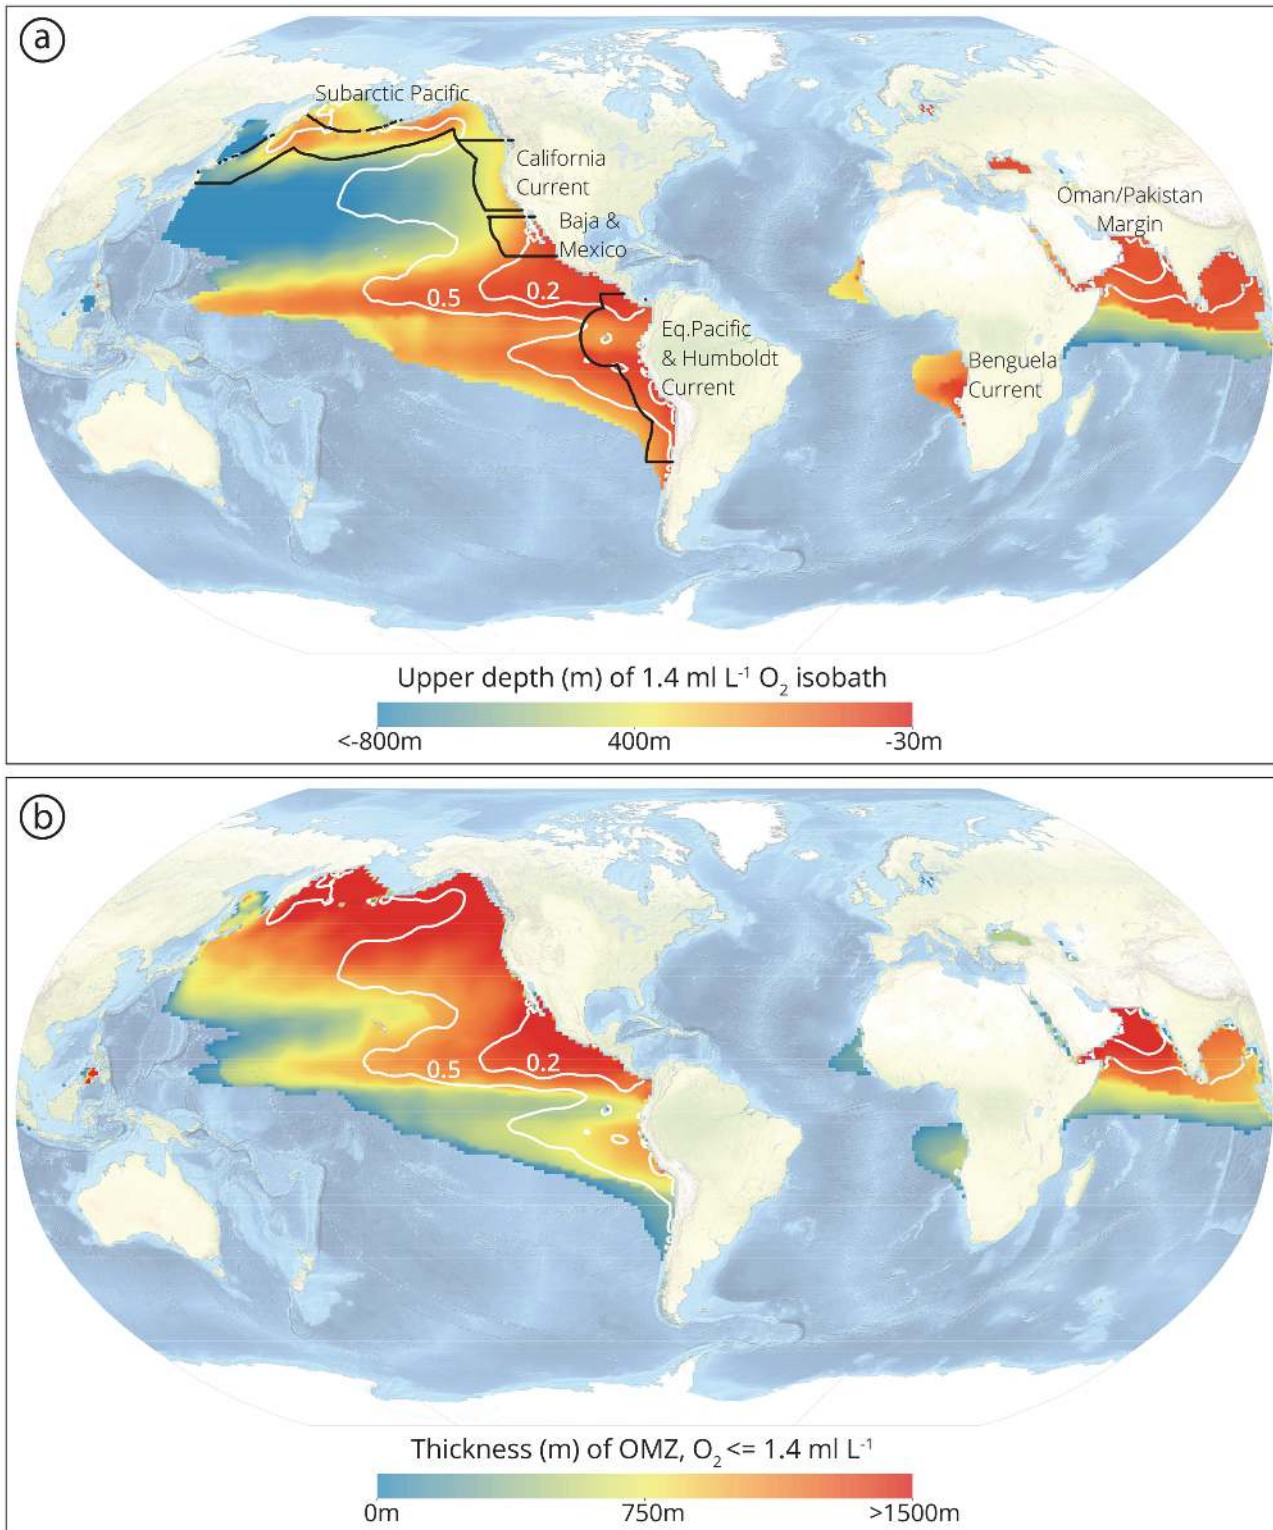 a
Subarctic Pacific
California
Current
Baja &
Mexico
Oman/Pakistan
Margin
0.5
0.2
Eq.Pacific
& Humboldt
Current
Benguela
Current
Upper depth (m) of 1.4 ml L⁻¹ O₂ isobath
<-800m
400m
-30m
b
0.5
0.2
Thickness (m) of OMZ, O₂ <= 1.4 ml L⁻¹
0m
750m
>1500m